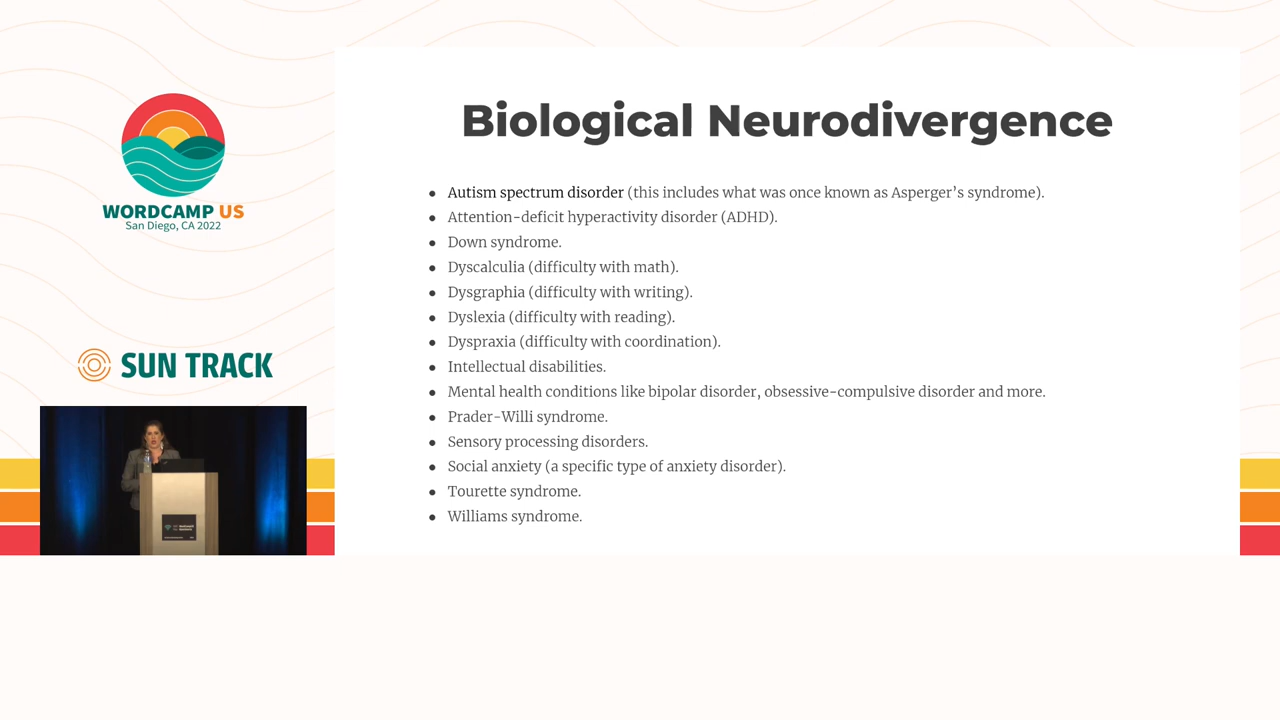 Biological Neurodivergence
Autism spectrum disorder (this includes what was once known as Asperger’s syndrome).
Attention-deficit hyperactivity disorder (ADHD).
Down syndrome.
Dyscalculia (difficulty with math).
Dysgraphia (difficulty with writing).
Dyslexia (difficulty with reading).
Dyspraxia (difficulty with coordination).
Intellectual disabilities.
Mental health conditions like bipolar disorder, obsessive-compulsive disorder and more.
Prader-Willi syndrome.
Sensory processing disorders.
Social anxiety (a specific type of anxiety disorder).
Tourette syndrome.
Williams syndrome.
WORDCAMP US
San Diego, CA 2022
SUN TRACK